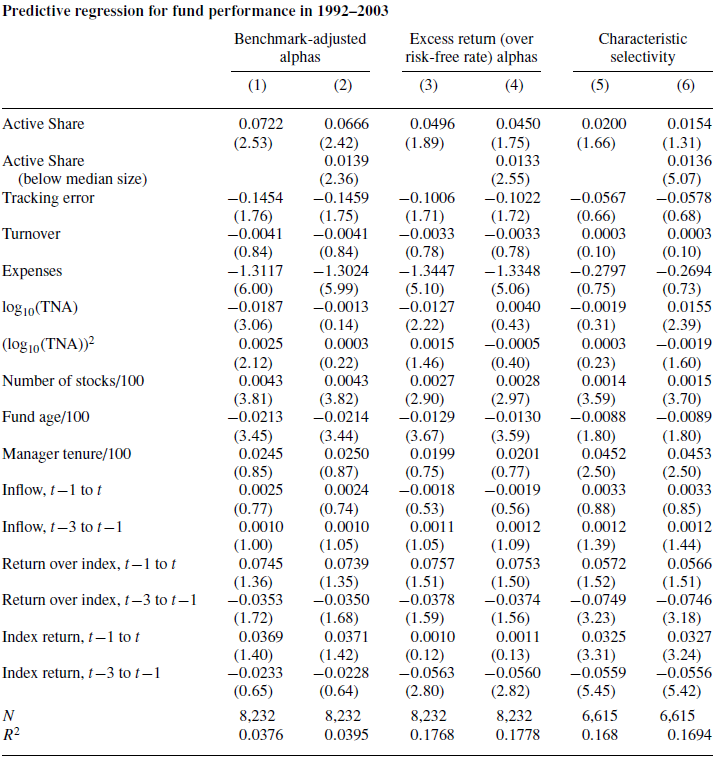 Predictive regression for fund performance in 1992–2003
Benchmark-adjusted alphas Excess return (over risk-free rate) alphas Characteristic selectivity
(1) (2) (3) (4) (5) (6)
Active Share 0.0722 0.0666 0.0496 0.0450 0.0200 0.0154
(2.53) (2.42) (1.89) (1.75) (1.66) (1.31)
Active Share 0.0139 0.0133 0.0136
(below median size) (2.36) (2.55) (5.07)
Tracking error −0.1454 −0.1459 −0.1006 −0.1022 −0.0567 −0.0578
(1.76) (1.75) (1.71) (1.72) (0.66) (0.68)
Turnover −0.0041 −0.0041 −0.0033 −0.0033 0.0003 0.0003
(0.84) (0.84) (0.78) (0.78) (0.10) (0.10)
Expenses −1.3117 −1.3024 −1.3447 −1.3348 −0.2797 −0.2694
(6.00) (5.99) (5.10) (5.06) (0.75) (0.73)
log₁₀(TNA) −0.0187 −0.0013 −0.0127 0.0040 −0.0019 0.0155
(3.06) (0.14) (2.22) (0.43) (0.31) (2.39)
(log₁₀(TNA))² 0.0025 0.0003 0.0015 −0.0005 0.0003 −0.0019
(2.12) (0.22) (1.46) (0.40) (0.23) (1.60)
Number of stocks/100 0.0043 0.0043 0.0027 0.0028 0.0014 0.0015
(3.81) (3.82) (2.90) (2.97) (3.59) (3.70)
Fund age/100 −0.0213 −0.0214 −0.0129 −0.0130 −0.0088 −0.0089
(3.45) (3.44) (3.67) (3.59) (1.80) (1.80)
Manager tenure/100 0.0245 0.0250 0.0199 0.0201 0.0452 0.0453
(0.85) (0.87) (0.75) (0.77) (2.50) (2.50)
Inflow, t−1 to t 0.0025 0.0024 −0.0018 −0.0019 0.0033 0.0033
(0.77) (0.74) (0.53) (0.56) (0.88) (0.85)
Inflow, t−3 to t−1 0.0010 0.0010 0.0011 0.0012 0.0012 0.0012
(1.00) (1.05) (1.05) (1.09) (1.39) (1.44)
Return over index, t−1 to t 0.0745 0.0739 0.0757 0.0753 0.0572 0.0566
(1.36) (1.35) (1.51) (1.50) (1.52) (1.51)
Return over index, t−3 to t−1 −0.0353 −0.0350 −0.0378 −0.0374 −0.0749 −0.0746
(1.72) (1.68) (1.59) (1.56) (3.23) (3.18)
Index return, t−1 to t 0.0369 0.0371 0.0010 0.0011 0.0325 0.0327
(1.40) (1.42) (0.12) (0.13) (3.31) (3.24)
Index return, t−3 to t−1 −0.0233 −0.0228 −0.0563 −0.0560 −0.0559 −0.0556
(0.65) (0.64) (2.80) (2.82) (5.45) (5.42)
N 8,232 8,232 8,232 8,232 6,615 6,615
R² 0.0376 0.0395 0.1768 0.1778 0.168 0.1694